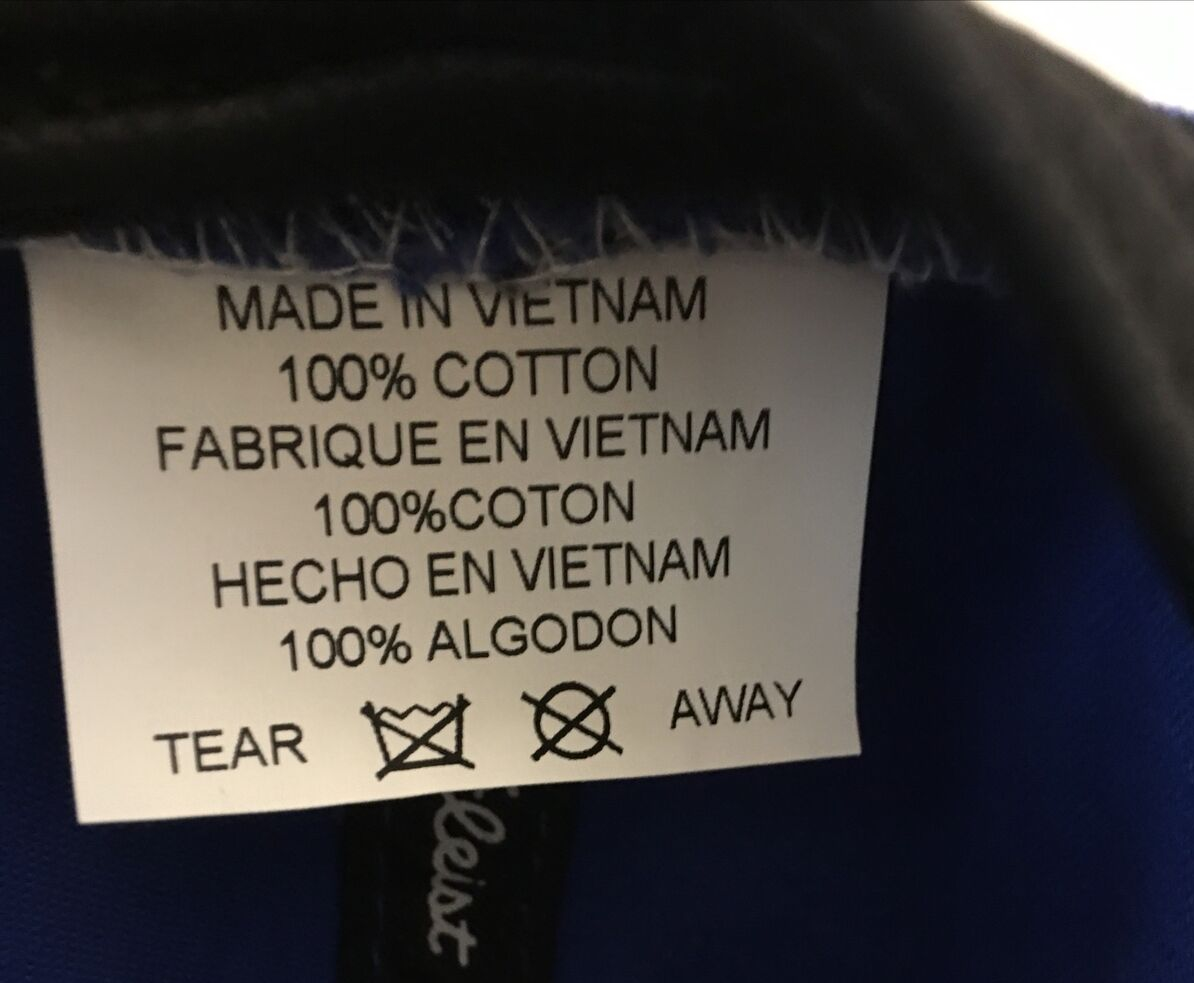 MADE IN VIETNAM
100% COTTON
FABRIQUE EN VIETNAM
100%COTON
HECHO EN VIETNAM
100% ALGODON
TEAR AWAY